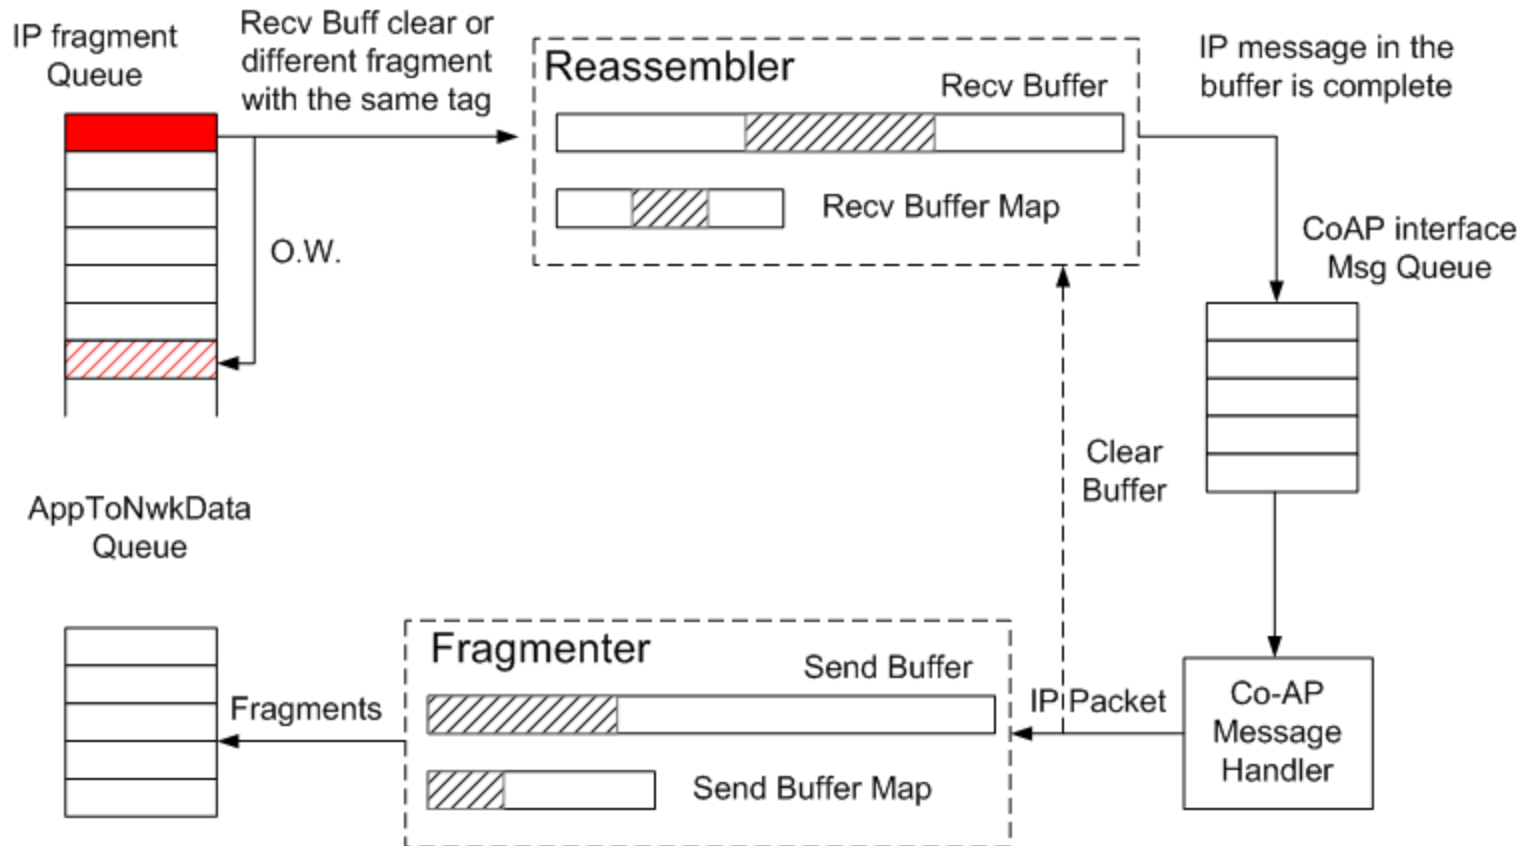 IP fragment
Queue
Recv Buff clear or
different fragment
with the same tag
O.W.
Reassembler
Recv Buffer
Recv Buffer Map
IP message in the
buffer is complete
CoAP interface
Msg Queue
Clear
Buffer
AppToNwkData
Queue
Fragments
Fragmenter
Send Buffer
Send Buffer Map
IP Packet
Co-AP
Message
Handler